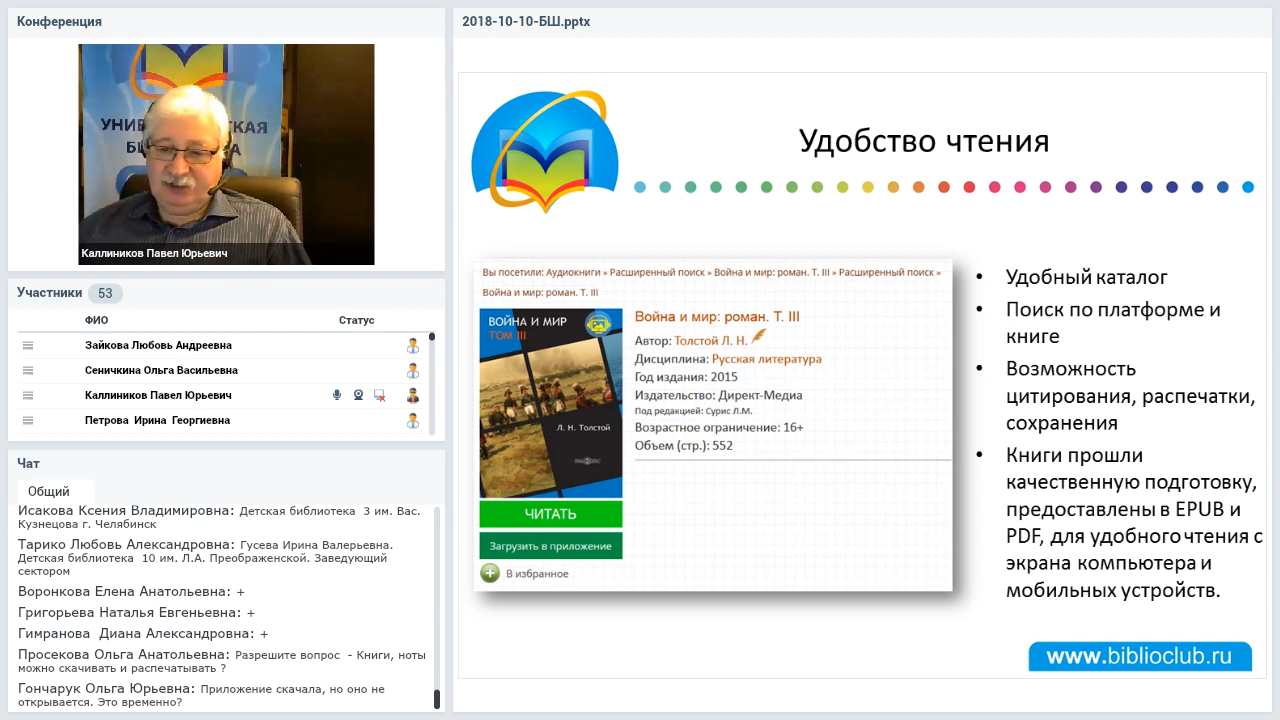 Конференция
УНИВ
СКАЯ
Каллиников Павел Юрьевич
Участники 53
ФИО Статус
Зайкова Любовь Андреевна
Сеничкина Ольга Васильевна
Каллиников Павел Юрьевич
Петрова Ирина Георгиевна
Чат
Общий
Исакова Ксения Владимировна: Детская библиотека 3 им. Вас.
Кузнецова г. Челябинск
Тарико Любовь Александровна: Гусева Ирина Валерьевна.
Детская библиотека 10 им. Л.А. Преображенской. Заведующий
сектором
Воронкова Елена Анатольевна: +
Григорьева Наталья Евгеньевна: +
Гимранова Диана Александровна: +
Просекова Ольга Анатольевна: Разрешите вопрос - Книги, ноты
можно скачивать и распечатывать ?
Гончарук Ольга Юрьевна: Приложение скачала, но оно не
открывается. Это временно?
2018-10-10-БШ.pptx
Удобство чтения
Вы посетили: Аудиокниги » Расширенный поиск » Война и мир: роман. Т. III » Расширенный поиск »
Война и мир: роман. Т. III
ВОЙНА И МИР
ТОМ III
Л. Н. Толстой
ЧИТАТЬ
Загрузить в приложение
В избранное
Война и мир: роман. Т. III
Автор: Толстой Л. Н.
Дисциплина: Русская литература
Год издания: 2015
Издательство: Директ-Медиа
Под редакцией: Сурис Л.М.
Возрастное ограничение: 16+
Объем (стр.): 552
• Удобный каталог
• Поиск по платформе и
книге
• Возможность
цитирования, распечатки,
сохранения
• Книги прошли
качественную подготовку,
предоставлены в EPUB и
PDF, для удобного чтения с
экрана компьютера и
мобильных устройств.
www.biblioclub.ru